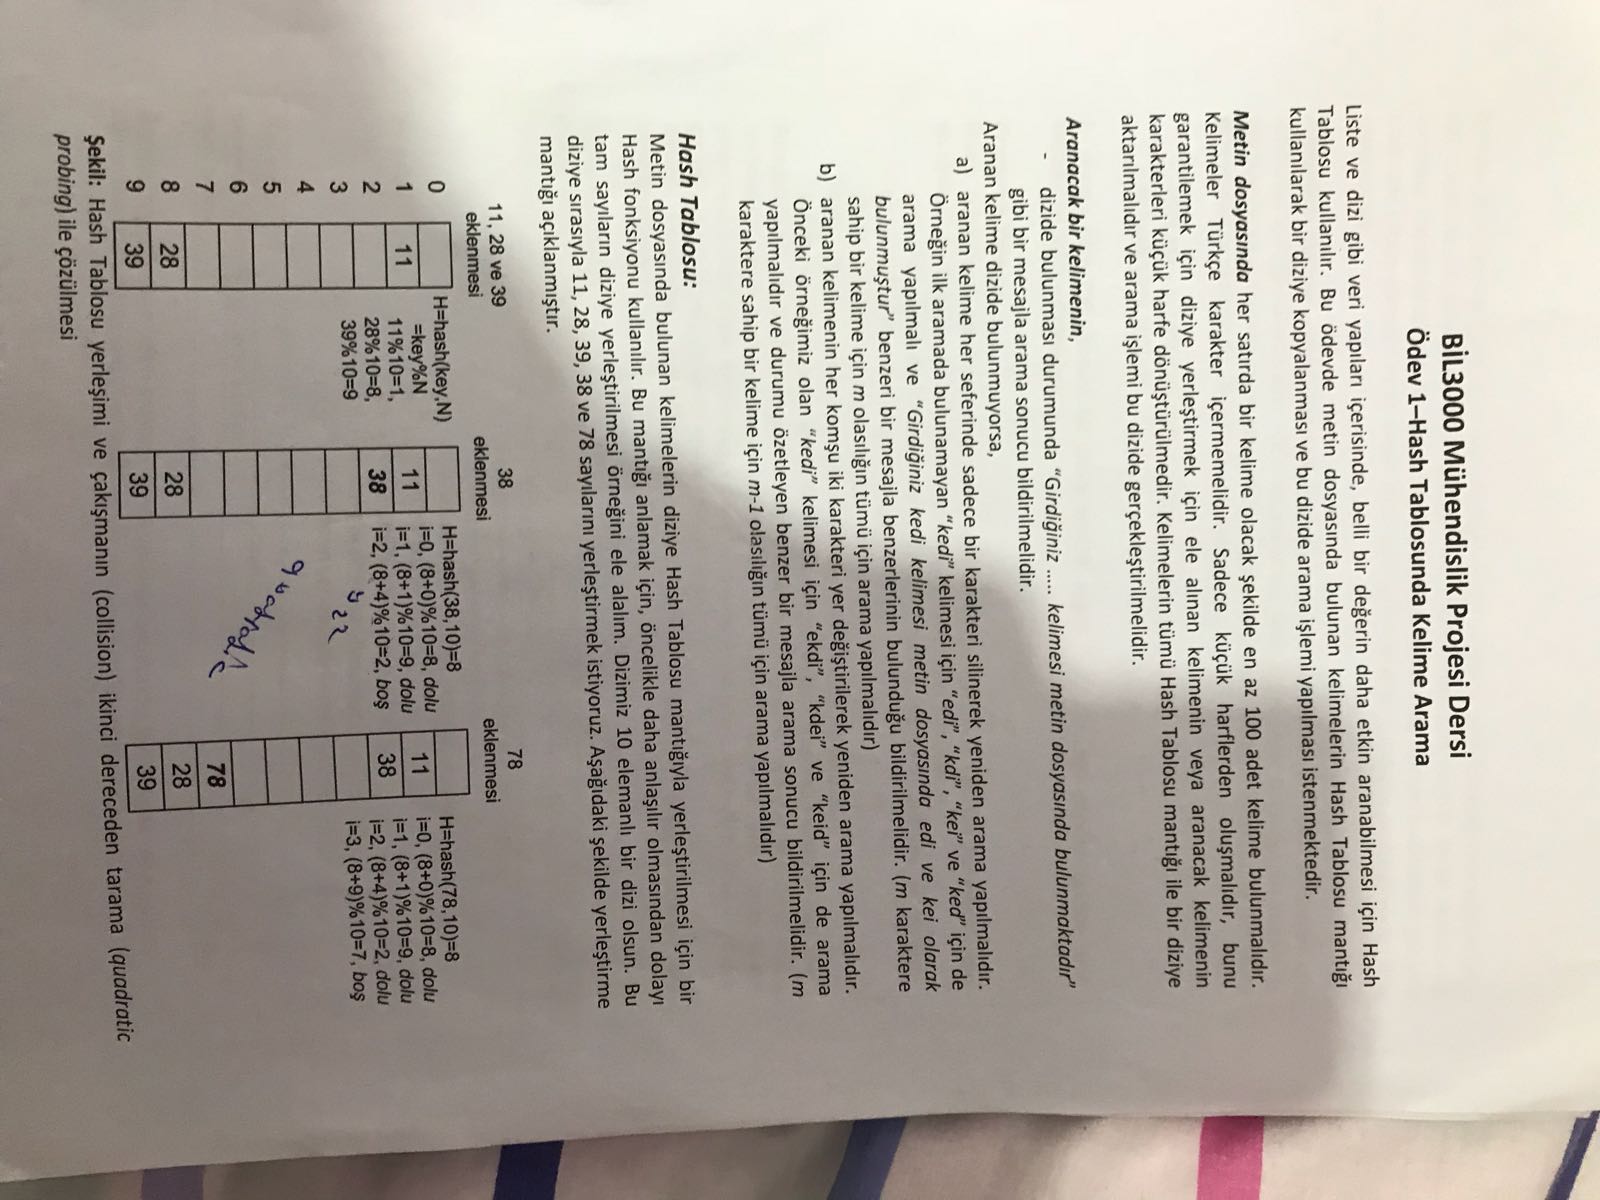 BİL3000 Mühendislik Projesi Dersi
Ödev 1–Hash Tablosunda Kelime Arama
Liste ve dizi gibi veri yapıları içerisinde, belli bir değerin daha etkin aranabilmesi için Hash
Tablosu kullanılır. Bu ödevde metin dosyasında bulunan kelimelerin Hash Tablosu mantığı
kullanılarak bir diziye kopyalanması ve bu dizide arama işlemi yapılması istenmektedir.
Metin dosyasında her satırda bir kelime olacak şekilde en az 100 adet kelime bulunmalıdır.
Kelimeler Türkçe karakter içermemelidir. Sadece küçük harflerden oluşmalıdır, bunu
garantilemek için diziye yerleştirmek için ele alınan kelimenin veya aranacak kelimenin
karakterleri küçük harfe dönüştürülmedir. Kelimelerin tümü Hash Tablosu mantığı ile bir diziye
aktarılmalıdır ve arama işlemi bu dizide gerçekleştirilmelidir.
Aranacak bir kelimenin,
- dizide bulunması durumunda “Girdiğiniz ..... kelimesi metin dosyasında bulunmaktadır”
gibi bir mesajla arama sonucu bildirilmelidir.
Aranan kelime dizide bulunmuyorsa,
a) aranan kelime her seferinde sadece bir karakteri silinerek yeniden arama yapılmalıdır.
Örneğin ilk aramada bulunamayan “kedi” kelimesi için “edi”, “kdi”, “kei” ve “ked” için de
arama yapılmalı ve “Girdiğiniz kedi kelimesi metin dosyasında edi ve kei olarak
bulunmuştur” benzeri bir mesajla benzerlerinin bulunduğu bildirilmelidir. (m karaktere
sahip bir kelime için m olasılığın tümü için arama yapılmalıdır)
b) aranan kelimenin her komşu iki karakteri yer değiştirilerek yeniden arama yapılmalıdır.
Önceki örneğimiz olan “kedi” kelimesi için “ekdi”, “kdei” ve “keid” için de arama
yapılmalıdır ve durumu özetleyen benzer bir mesajla arama sonucu bildirilmelidir. (m
karaktere sahip bir kelime için m-1 olasılığın tümü için arama yapılmalıdır)
Hash Tablosu:
Metin dosyasında bulunan kelimelerin diziye Hash Tablosu mantığıyla yerleştirilmesi için bir
Hash fonksiyonu kullanılır. Bu mantığı anlamak için, öncelikle daha anlaşılır olmasından dolayı
tam sayıların diziye yerleştirilmesi örneğini ele alalım. Dizimiz 10 elemanlı bir dizi olsun. Bu
diziye sırasıyla 11, 28, 39, 38 ve 78 sayılarını yerleştirmek istiyoruz. Aşağıdaki şekilde yerleştirme
mantığı açıklanmıştır.
11, 28 ve 39
eklenmesi
0
1
2
3
4
5
6
7
8
9
11
28
39
H=hash(key,N)
=key%N
11%10=1,
28%10=8,
39%10=9
38
eklenmesi
11
38
28
39
H=hash(38,10)=8
i=0, (8+0)%10=8, dolu
i=1, (8+1)%10=9, dolu
i=2, (8+4)%10=2, boş
78
eklenmesi
11
38
78
28
39
H=hash(78,10)=8
i=0, (8+0)%10=8, dolu
i=1, (8+1)%10=9, dolu
i=2, (8+4)%10=2, dolu
i=3, (8+9)%10=7, boş
Şekil: Hash Tablosu yerleşimi ve çakışmanın (collision) ikinci dereceden tarama (quadratic
probing) ile çözülmesi